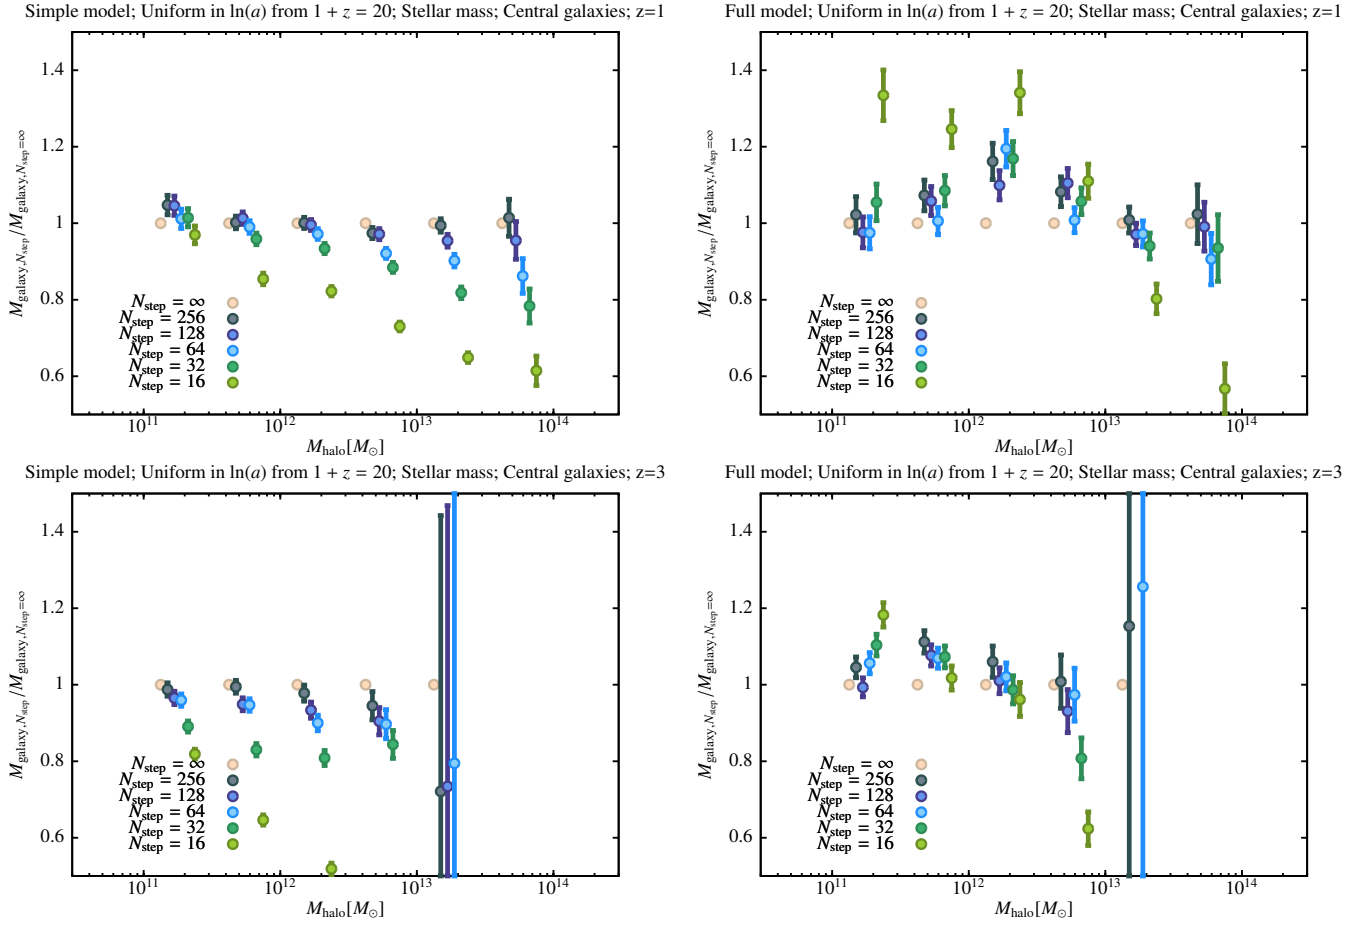 Simple model; Uniform in ln(a) from 1 + z = 20; Stellar mass; Central galaxies; z=1
M_galaxy,N_step/M_galaxy,N_step=∞
1.4
1.2
1
0.8
0.6
N_step = ∞
N_step = 256
N_step = 128
N_step = 64
N_step = 32
N_step = 16
10^11 10^12 10^13 10^14
M_halo[M_⊙]
Full model; Uniform in ln(a) from 1 + z = 20; Stellar mass; Central galaxies; z=1
M_galaxy,N_step/M_galaxy,N_step=∞
1.4
1.2
1
0.8
0.6
N_step = ∞
N_step = 256
N_step = 128
N_step = 64
N_step = 32
N_step = 16
10^11 10^12 10^13 10^14
M_halo[M_⊙]
Simple model; Uniform in ln(a) from 1 + z = 20; Stellar mass; Central galaxies; z=3
M_galaxy,N_step/M_galaxy,N_step=∞
1.4
1.2
1
0.8
0.6
N_step = ∞
N_step = 256
N_step = 128
N_step = 64
N_step = 32
N_step = 16
10^11 10^12 10^13 10^14
M_halo[M_⊙]
Full model; Uniform in ln(a) from 1 + z = 20; Stellar mass; Central galaxies; z=3
M_galaxy,N_step/M_galaxy,N_step=∞
1.4
1.2
1
0.8
0.6
N_step = ∞
N_step = 256
N_step = 128
N_step = 64
N_step = 32
N_step = 16
10^11 10^12 10^13 10^14
M_halo[M_⊙]